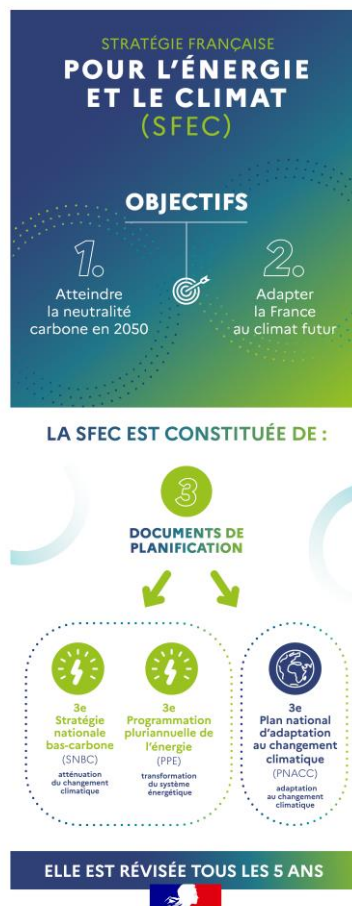 STRATÉGIE FRANÇAISE
POUR L'ÉNERGIE
ET LE CLIMAT
(SFEC)
OBJECTIFS
1.
Atteindre
la neutralité
carbone en 2050
2.
Adapter
la France
au climat futur
LA SFEC EST CONSTITUÉE DE :
3
DOCUMENTS DE
PLANIFICATION
3e
Stratégie
nationale
bas-carbone
(SNBC)
atténuation
du changement
climatique
3e
Programmation
pluriannuelle de
l'énergie
(PPE)
transformation
du système
énergétique
3e
Plan national
d'adaptation
au changement
climatique
(PNACC)
adaptation
au changement
climatique
ELLE EST RÉVISÉE TOUS LES 5 ANS